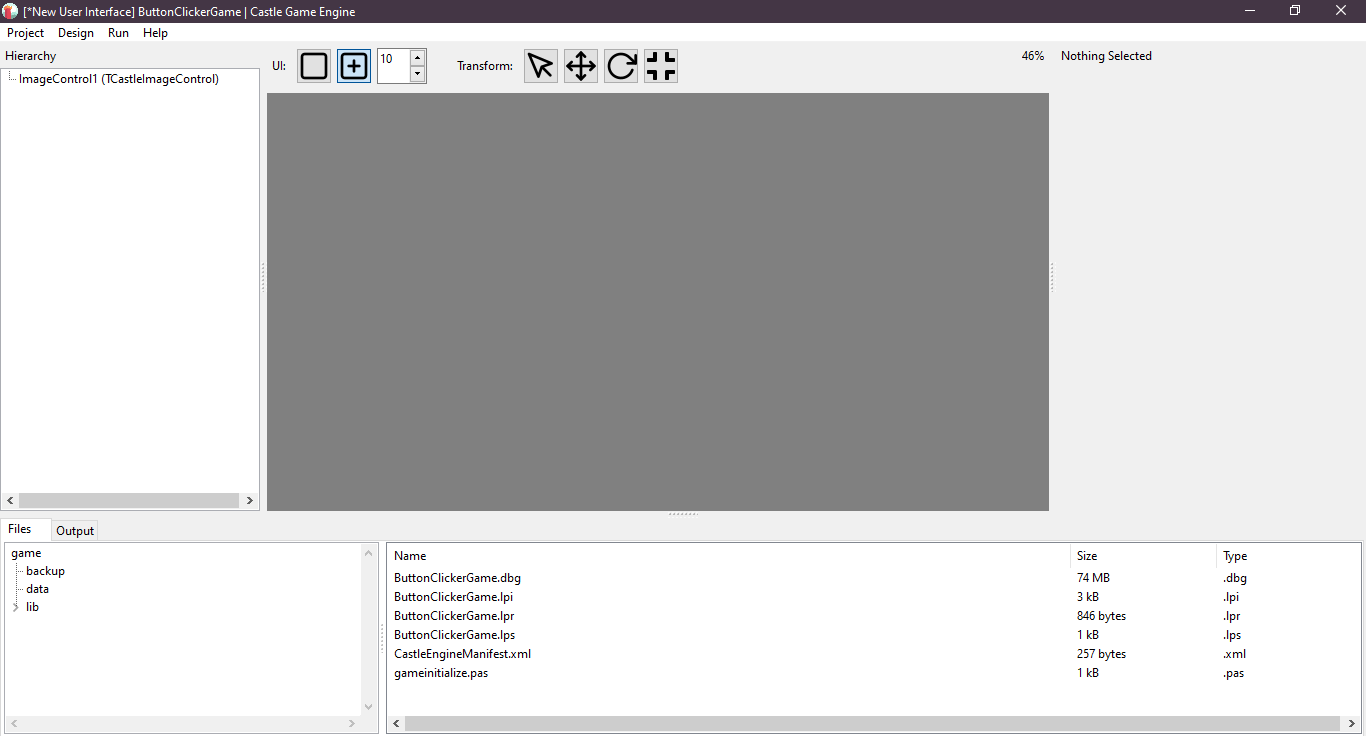 [*New User Interface] ButtonClickerGame | Castle Game Engine
Project Design Run Help
Hierarchy
UI: 10 Transform: 46% Nothing Selected
ImageControl1 (TCastleImageControl)
Files Output
game
backup
data
lib
Name Size Type
ButtonClickerGame.dbg 74 MB .dbg
ButtonClickerGame.lpi 3 kB .lpi
ButtonClickerGame.lpr 846 bytes .lpr
ButtonClickerGame.lps 1 kB .lps
CastleEngineManifest.xml 257 bytes .xml
gameinitialize.pas 1 kB .pas